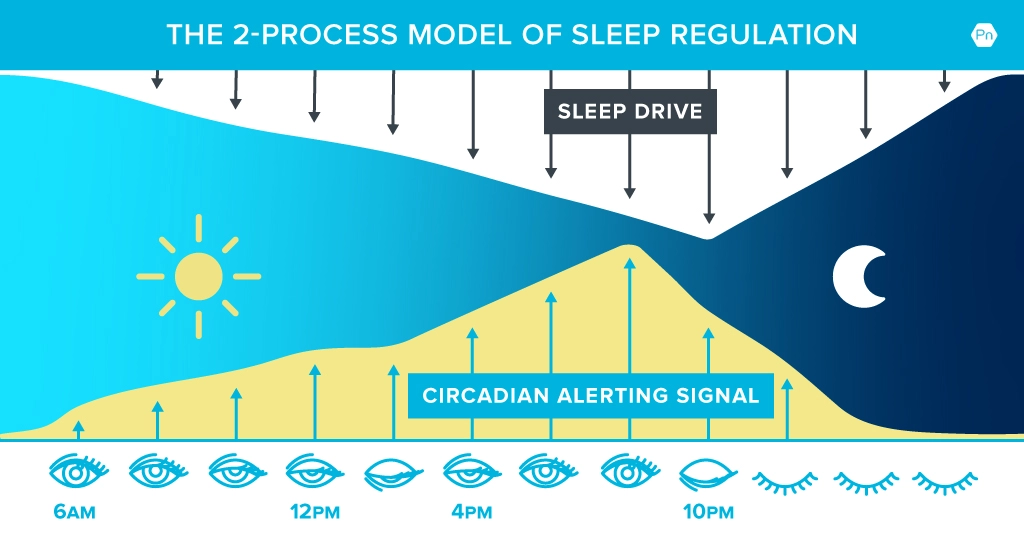 THE 2-PROCESS MODEL OF SLEEP REGULATION
Pn
SLEEP DRIVE
CIRCADIAN ALERTING SIGNAL
6AM 12PM 4PM 10PM